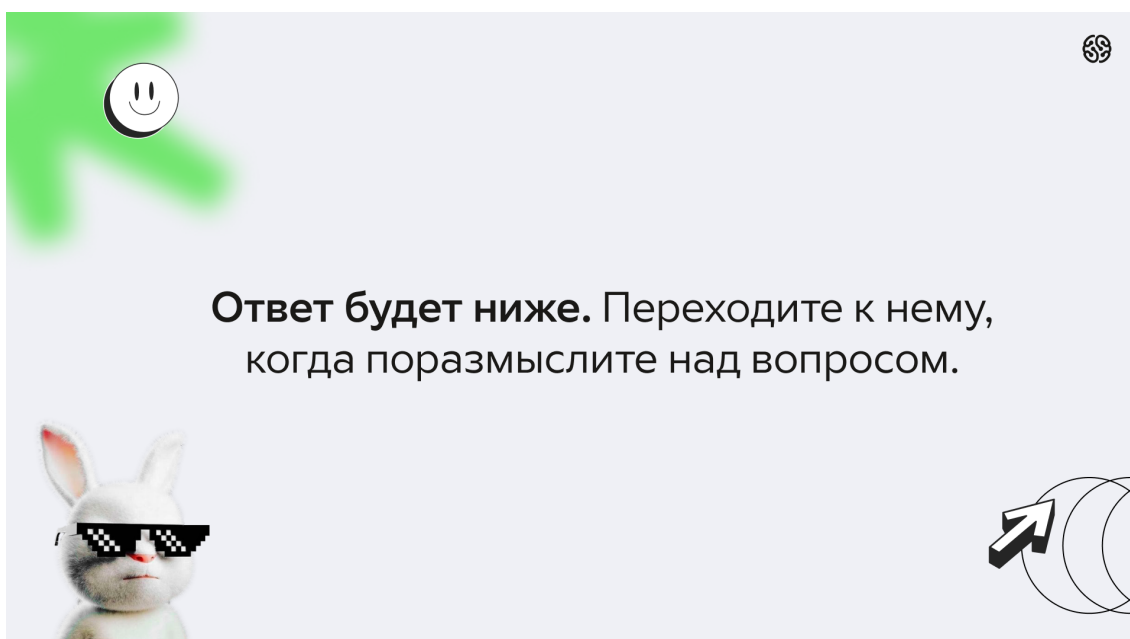 Ответ будет ниже. Переходите к нему,
когда поразмыслите над вопросом.